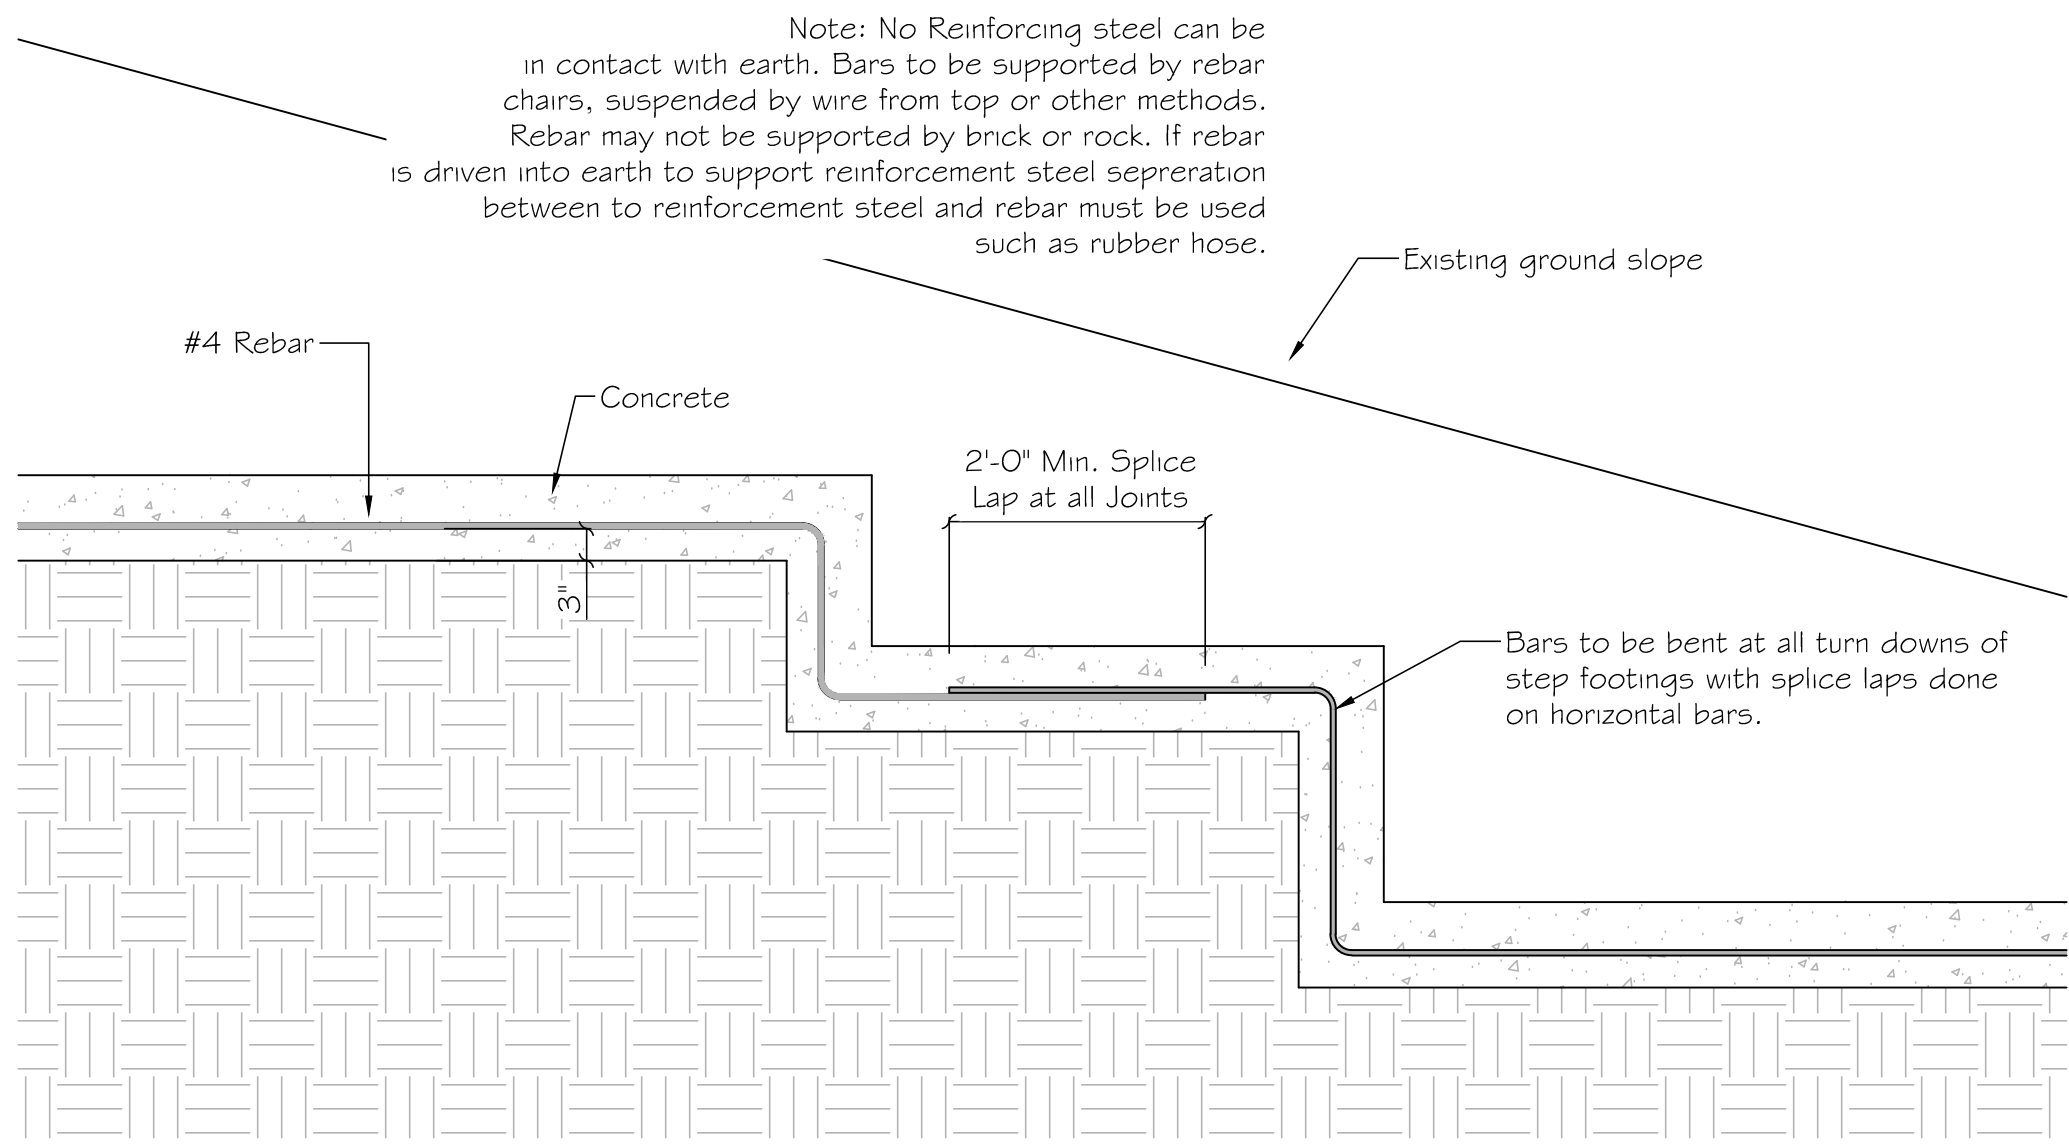 Note: No Reinforcing steel can be
in contact with earth. Bars to be supported by rebar
chairs, suspended by wire from top or other methods.
Rebar may not be supported by brick or rock. If rebar
is driven into earth to support reinforcement steel sepreration
between to reinforcement steel and rebar must be used
such as rubber hose.
Existing ground slope
#4 Rebar
Concrete
2'-0" Min. Splice
Lap at all Joints
3"
Bars to be bent at all turn downs of
step footings with splice laps done
on horizontal bars.